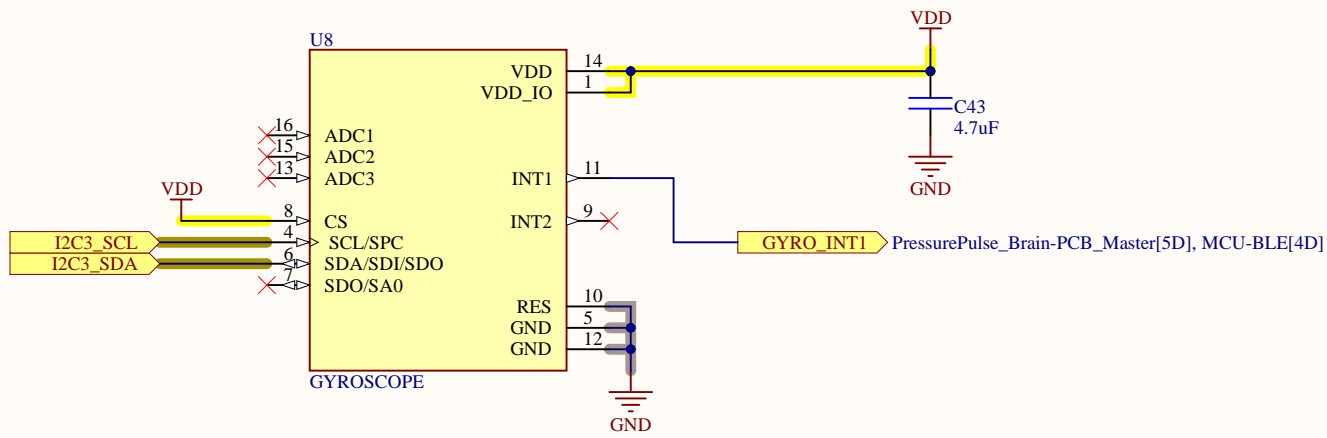 VDD
U8
VDD
14
VDD_IO
1
C43
4.7uF
16
ADC1
15
ADC2
13
ADC3
INT1
11
VDD
GND
8
CS
INT2
9
I2C3_SCL
4
SCL/SPC
GYRO_INT1
PressurePulse_Brain-PCB_Master[5D], MCU-BLE[4D]
I2C3_SDA
6
SDA/SDI/SDO
7
SDO/SA0
RES
10
GND
5
GND
12
GYROSCOPE
GND